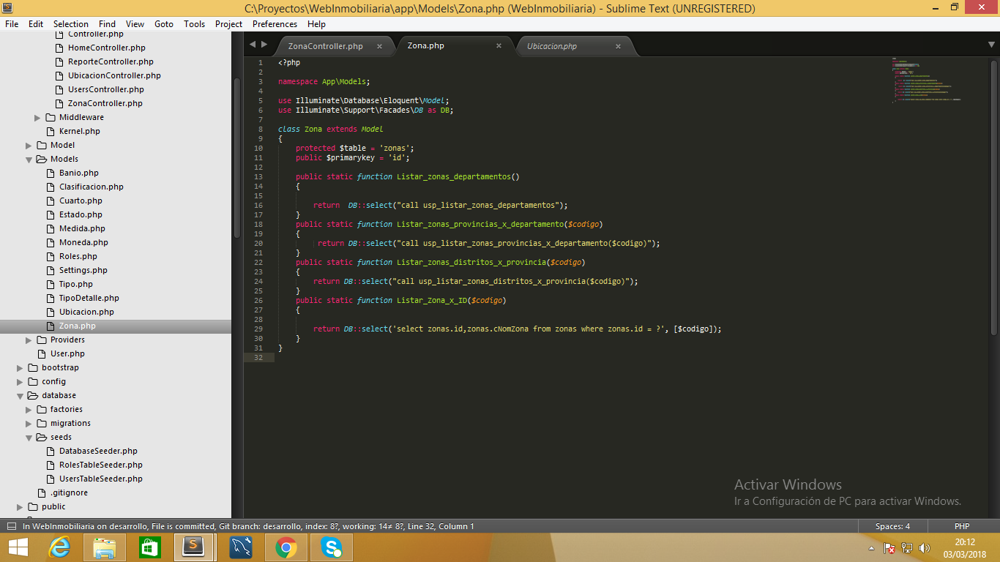 C:\Proyectos\WebInmobiliaria\app\Models\Zona.php (WebInmobiliaria) - Sublime Text (UNREGISTERED)
File Edit Selection Find View Goto Tools Project Preferences Help
Controller.php
HomeController.php
ReporteController.php
UbicacionController.php
UsersController.php
ZonaController.php
Middleware
Kernel.php
Model
Models
Banio.php
Clasificacion.php
Cuarto.php
Estado.php
Medida.php
Moneda.php
Roles.php
Settings.php
Tipo.php
TipoDetalle.php
Ubicacion.php
Zona.php
Providers
User.php
bootstrap
config
database
factories
migrations
seeds
DatabaseSeeder.php
RolesTableSeeder.php
UsersTableSeeder.php
.gitignore
public
ZonaController.php × Zona.php × Ubicacion.php ×
1 <?php
2
3 namespace App\Models;
4
5 use Illuminate\Database\Eloquent\Model;
6 use Illuminate\Support\Facades\DB as DB;
7
8 class Zona extends Model
9 {
10 protected $table = 'zonas';
11 public $primarykey = 'id';
12
13 public static function Listar_zonas_departamentos()
14 {
15
16 return DB::select("call usp_listar_zonas_departamentos");
17 }
18 public static function Listar_zonas_provincias_x_departamento($codigo)
19 {
20 return DB::select("call usp_listar_zonas_provincias_x_departamento($codigo)");
21 }
22 public static function Listar_zonas_distritos_x_provincia($codigo)
23 {
24 return DB::select("call usp_listar_zonas_distritos_x_provincia($codigo)");
25 }
26 public static function Listar_Zona_x_ID($codigo)
27 {
28
29 return DB::select('select zonas.id,zonas.cNomZona from zonas where zonas.id = ?', [$codigo]);
30 }
31 }
32
Activar Windows
Ir a Configuración de PC para activar Windows.
In WebInmobiliaria on desarrollo, File is committed, Git branch: desarrollo, index: 8?, working: 14≠ 8?, Line 32, Column 1 Spaces: 4 PHP
20:12
03/03/2018